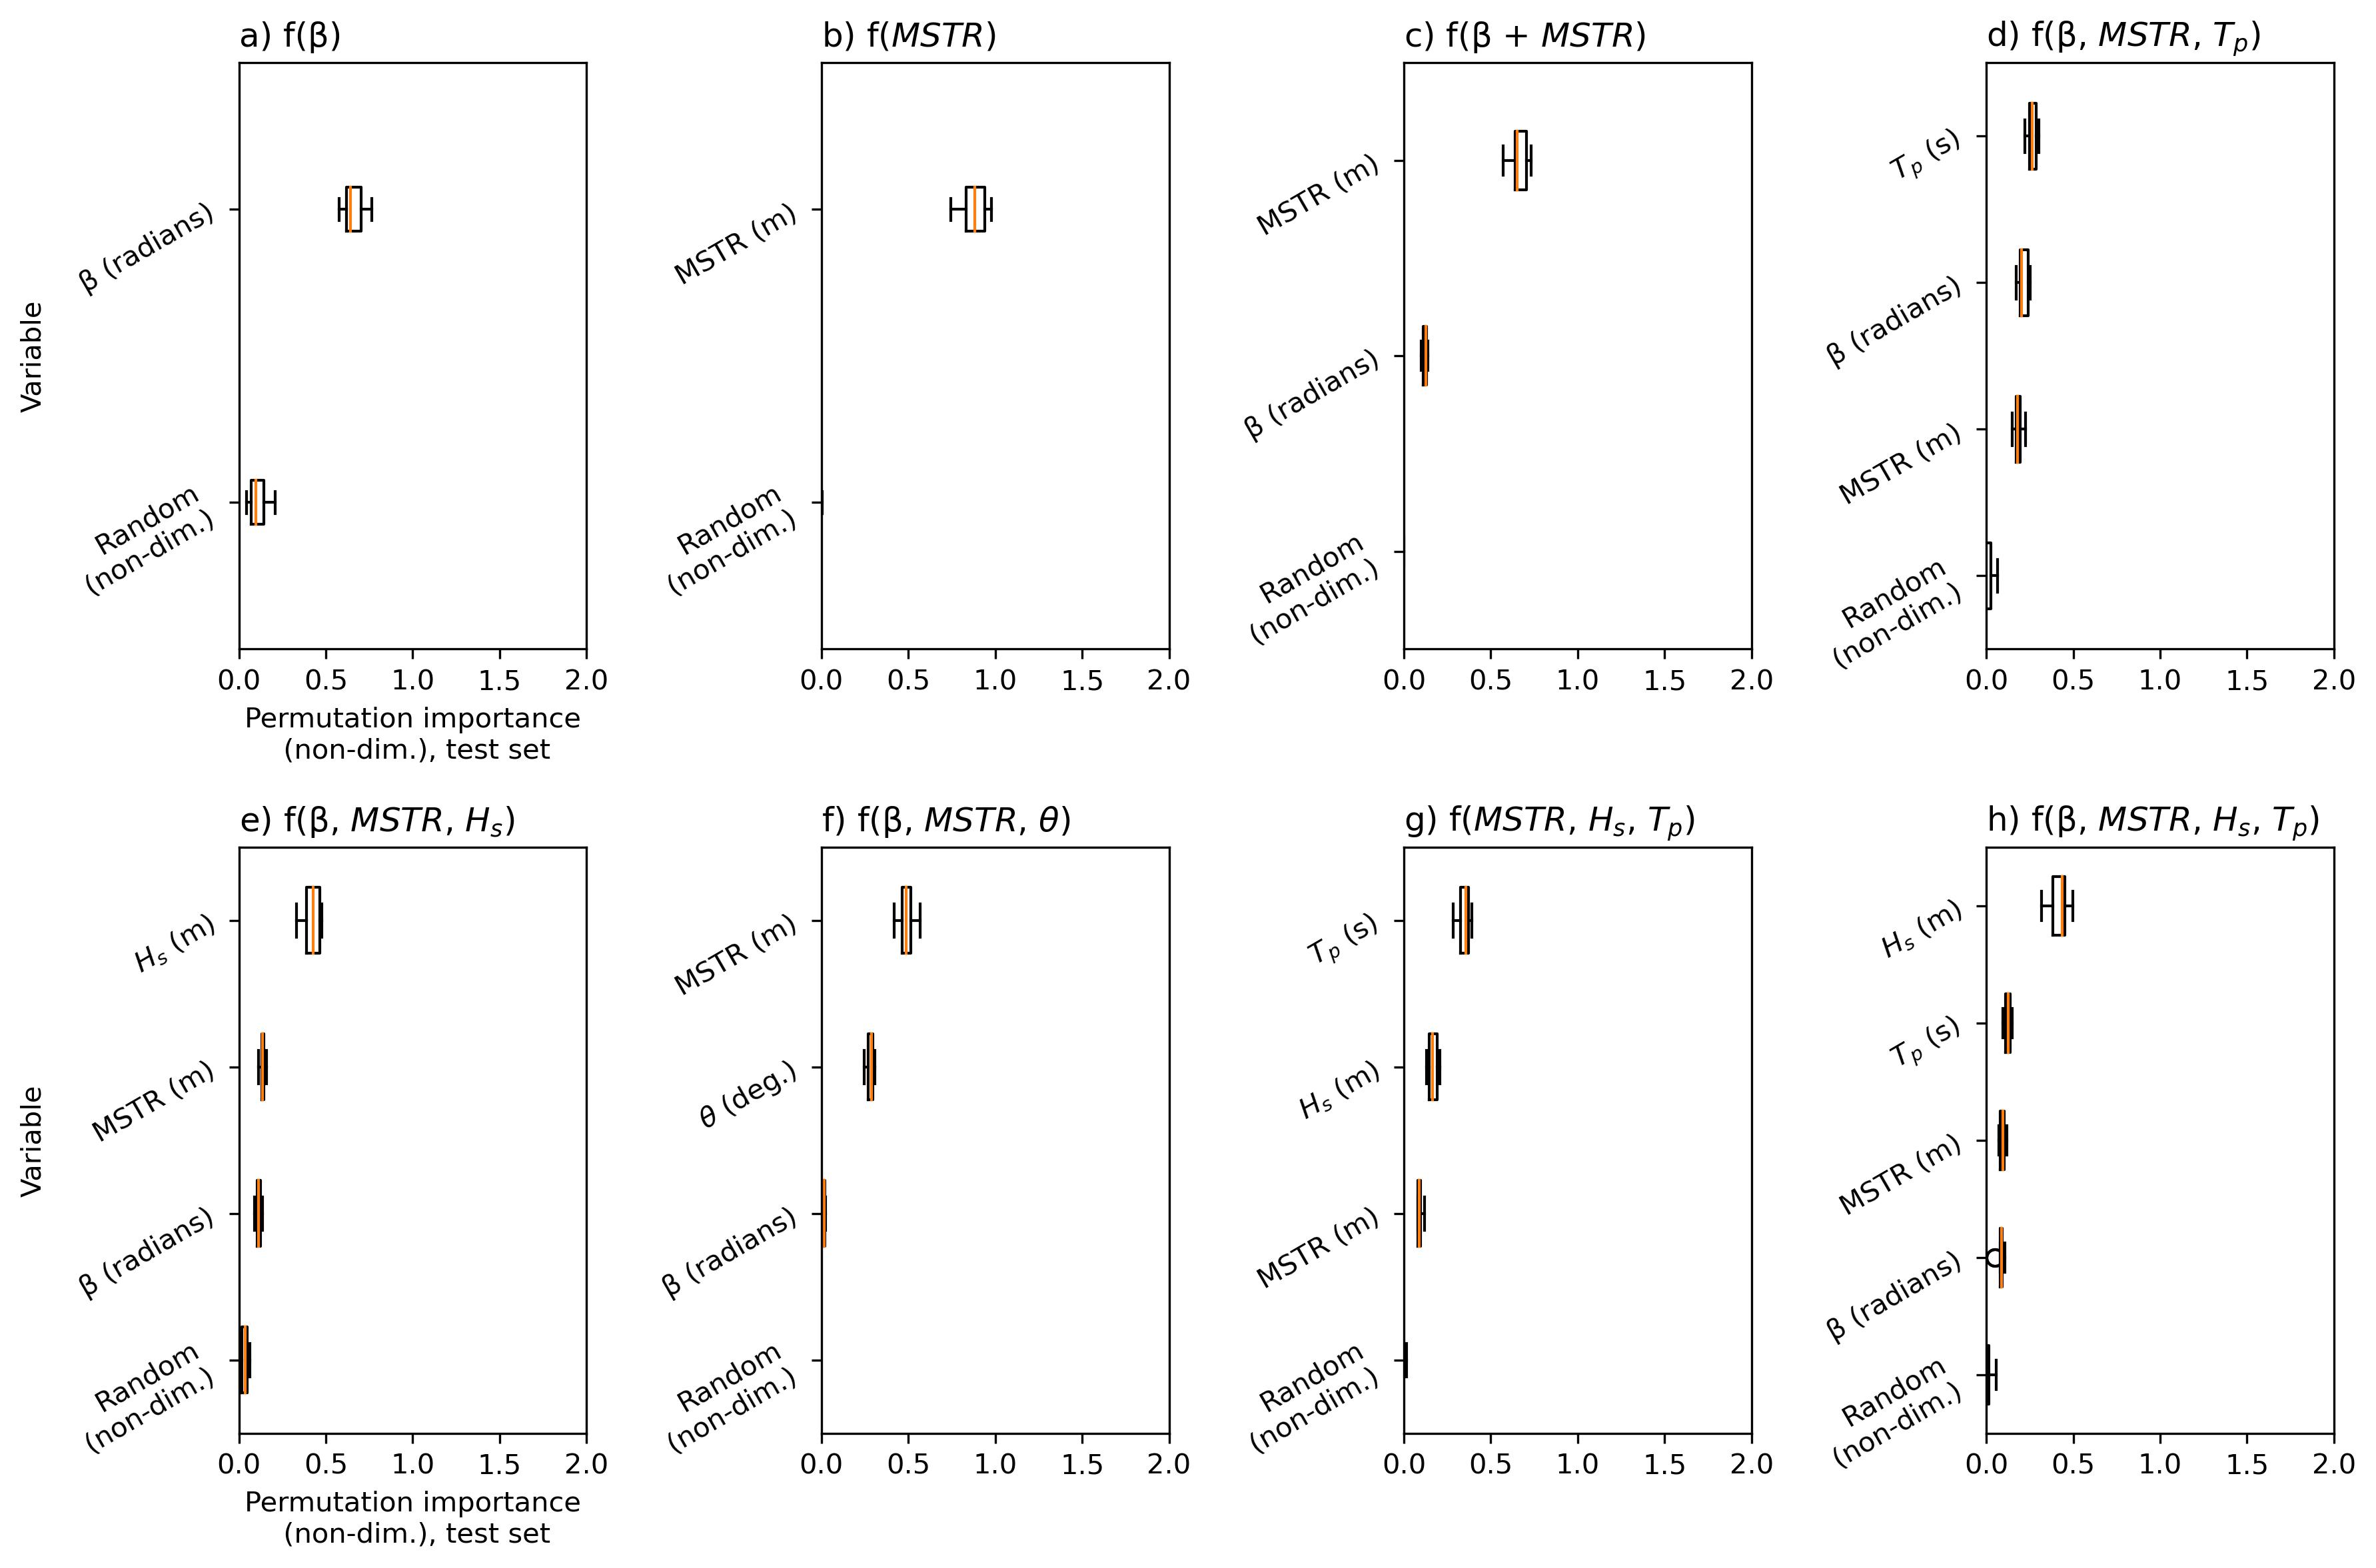 a) f(β)
Variable
β (radians)
Random
(non-dim.)
0.0 0.5 1.0 1.5 2.0
Permutation importance
(non-dim.), test set
b) f(MSTR)
MSTR (m)
Random
(non-dim.)
0.0 0.5 1.0 1.5 2.0
c) f(β + MSTR)
MSTR (m)
β (radians)
Random
(non-dim.)
0.0 0.5 1.0 1.5 2.0
d) f(β, MSTR, Tp)
Tp (s)
β (radians)
MSTR (m)
Random
(non-dim.)
0.0 0.5 1.0 1.5 2.0
e) f(β, MSTR, Hs)
Variable
Hs (m)
MSTR (m)
β (radians)
Random
(non-dim.)
0.0 0.5 1.0 1.5 2.0
Permutation importance
(non-dim.), test set
f) f(β, MSTR, θ)
MSTR (m)
θ (deg.)
β (radians)
Random
(non-dim.)
0.0 0.5 1.0 1.5 2.0
g) f(MSTR, Hs, Tp)
Tp (s)
Hs (m)
MSTR (m)
Random
(non-dim.)
0.0 0.5 1.0 1.5 2.0
h) f(β, MSTR, Hs, Tp)
Hs (m)
Tp (s)
MSTR (m)
β (radians)
Random
(non-dim.)
0.0 0.5 1.0 1.5 2.0